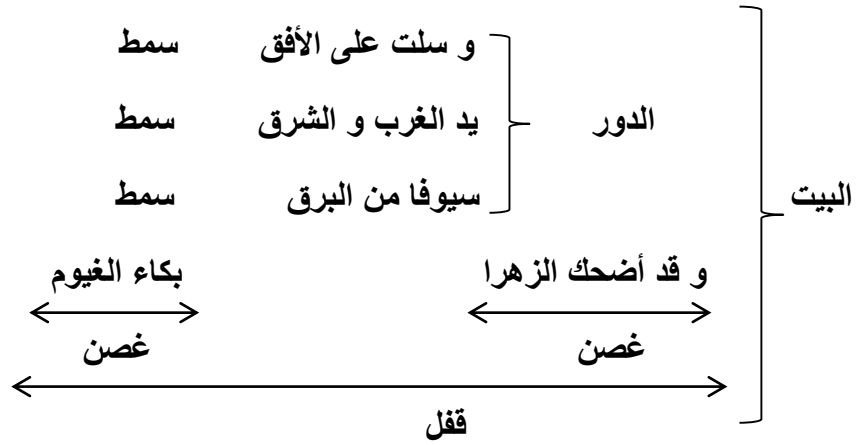 و سلت على الأفق سمط
الدور يد الغرب و الشرق سمط
البيت سيوفا من البرق سمط
و قد أضحك الزهرا بكاء الغيوم
غصن غصن
قفل